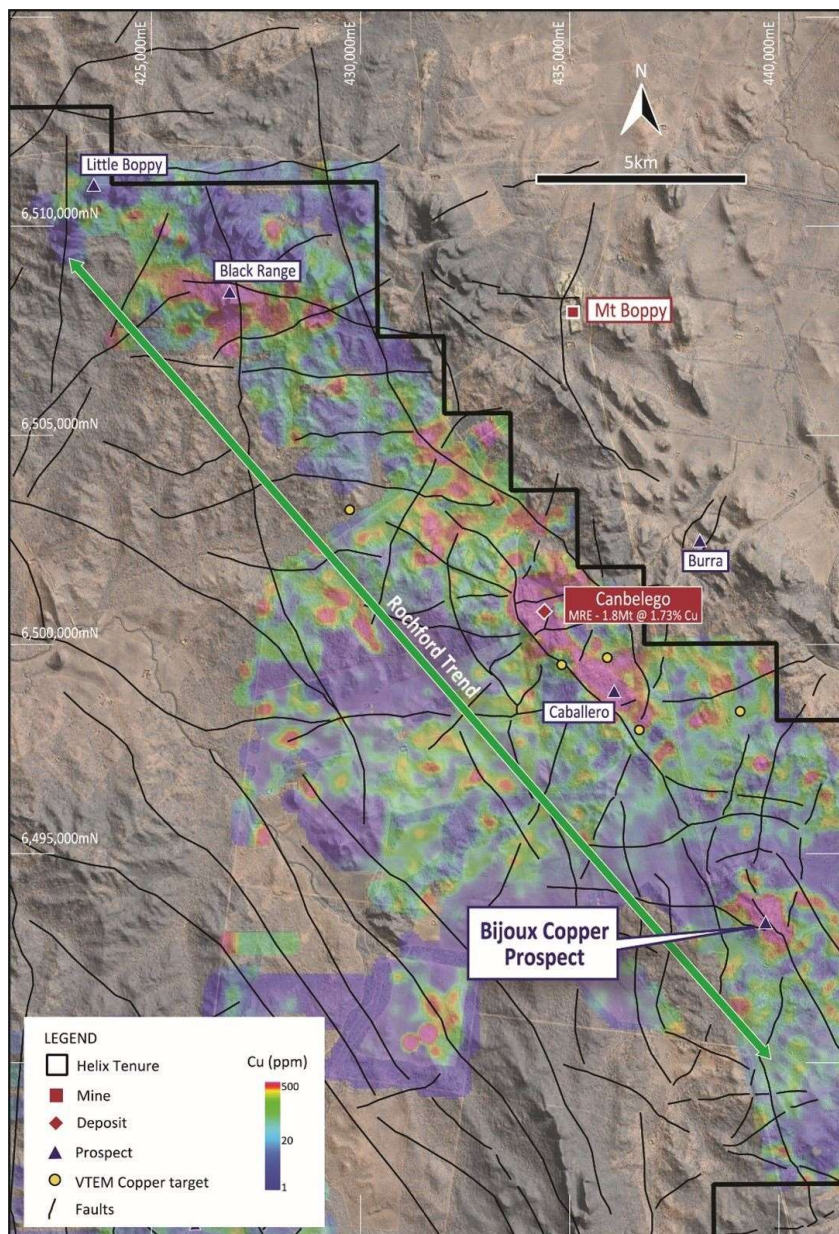 425,000mE
430,000mE
435,000mE
440,000mE
N
5km
Little Boppy
6,510,000mN
Black Range
Mt Boppy
6,505,000mN
Burra
Canbelego
MRE - 1.8Mt @ 1.73% Cu
6,500,000mN
Rochford Trend
Caballero
6,495,000mN
Bijoux Copper
Prospect
LEGEND
Helix Tenure
Mine
Deposit
Prospect
VTEM Copper target
Faults
Cu (ppm)
500
20
1